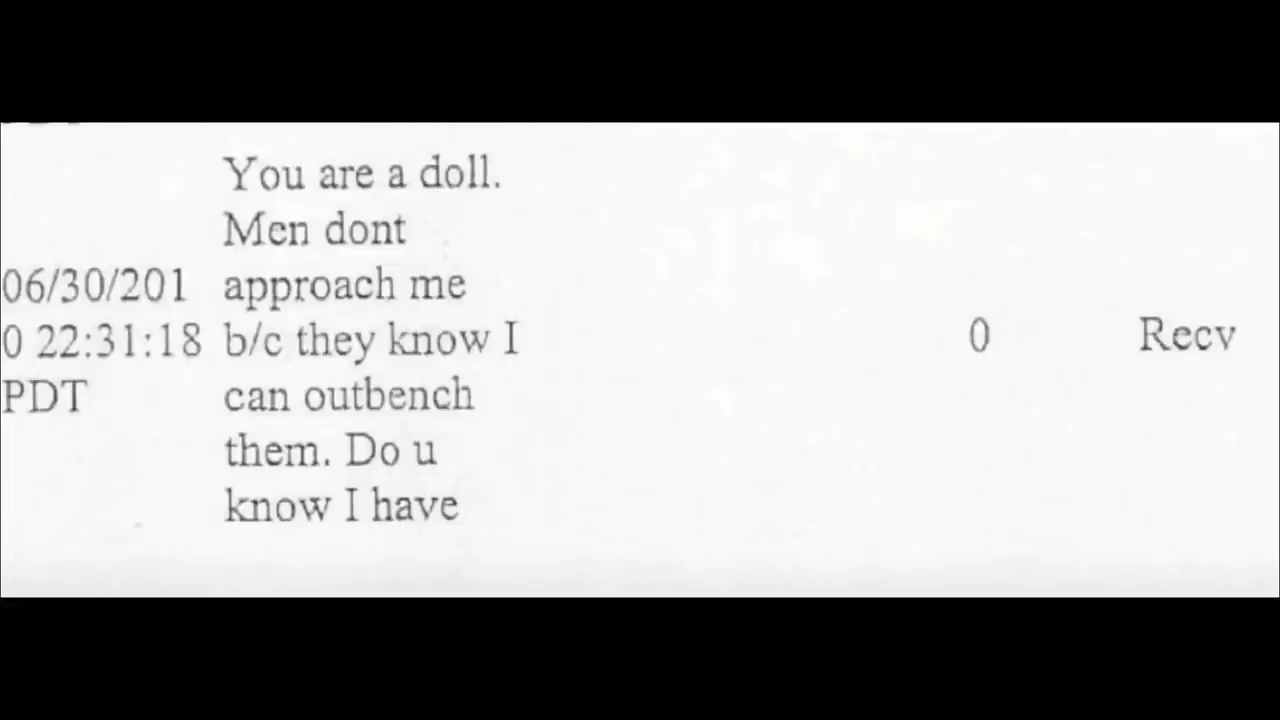 You are a doll.
Men dont
06/30/201 approach me
0 22:31:18 b/c they know I 0 Recv
PDT can outbench
them. Do u
know I have